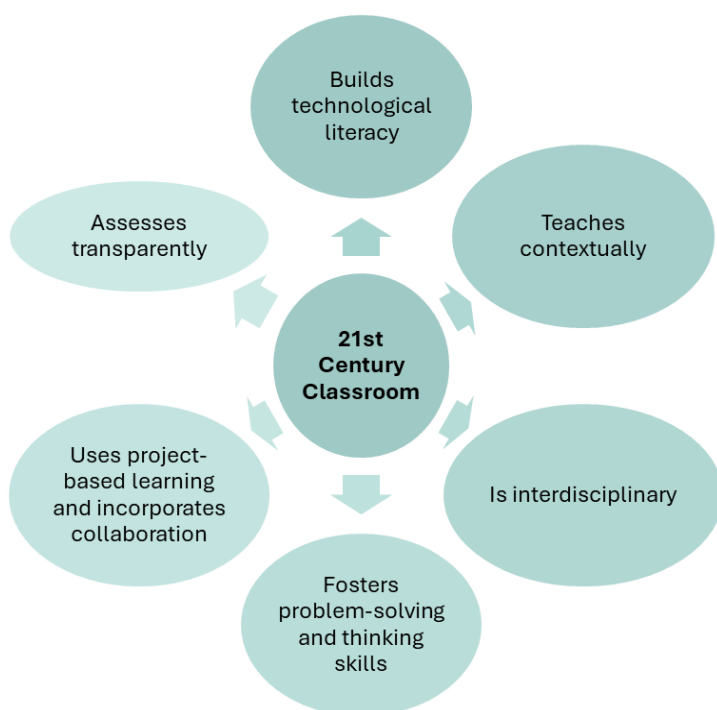 Builds
technological
literacy
Assesses
transparently
Teaches
contextually
21st
Century
Classroom
Uses project-
based learning
and incorporates
collaboration
Is interdisciplinary
Fosters
problem-solving
and thinking
skills